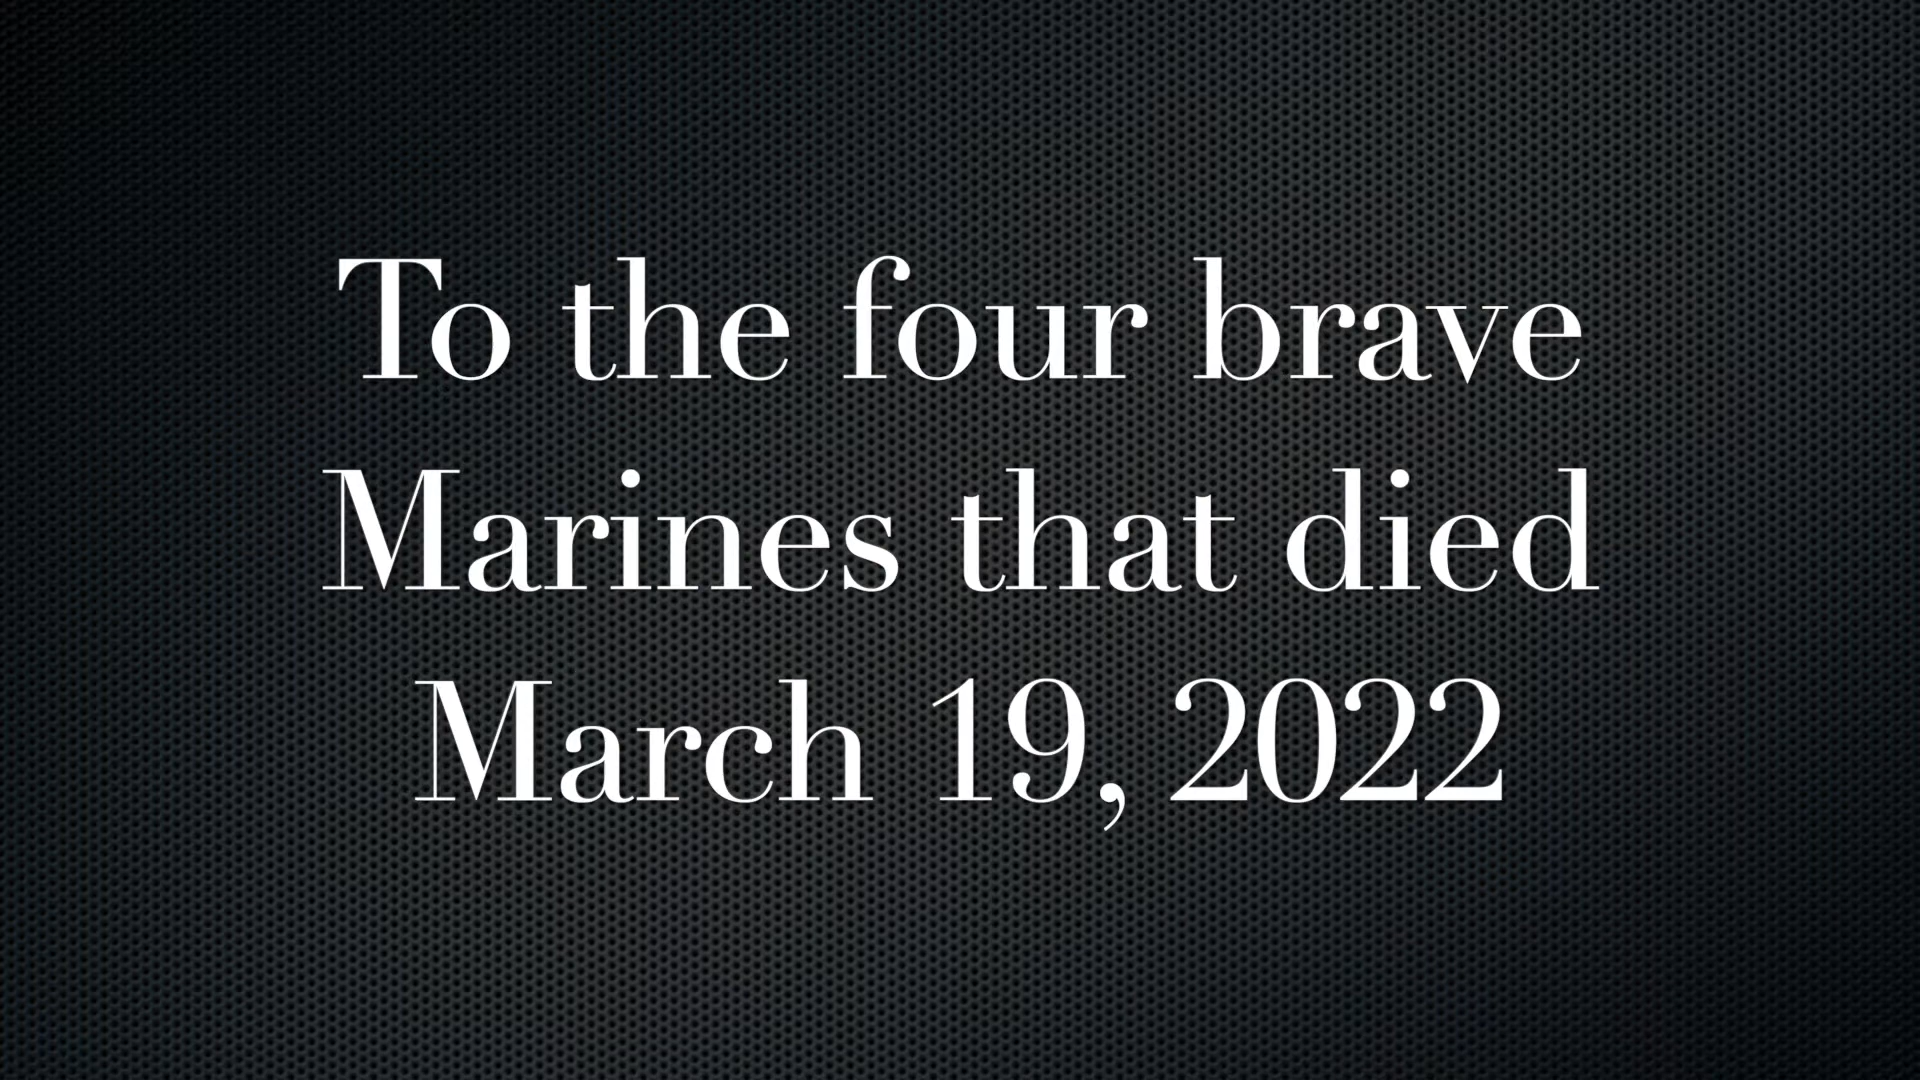 To the four brave
Marines that died
March 19, 2022